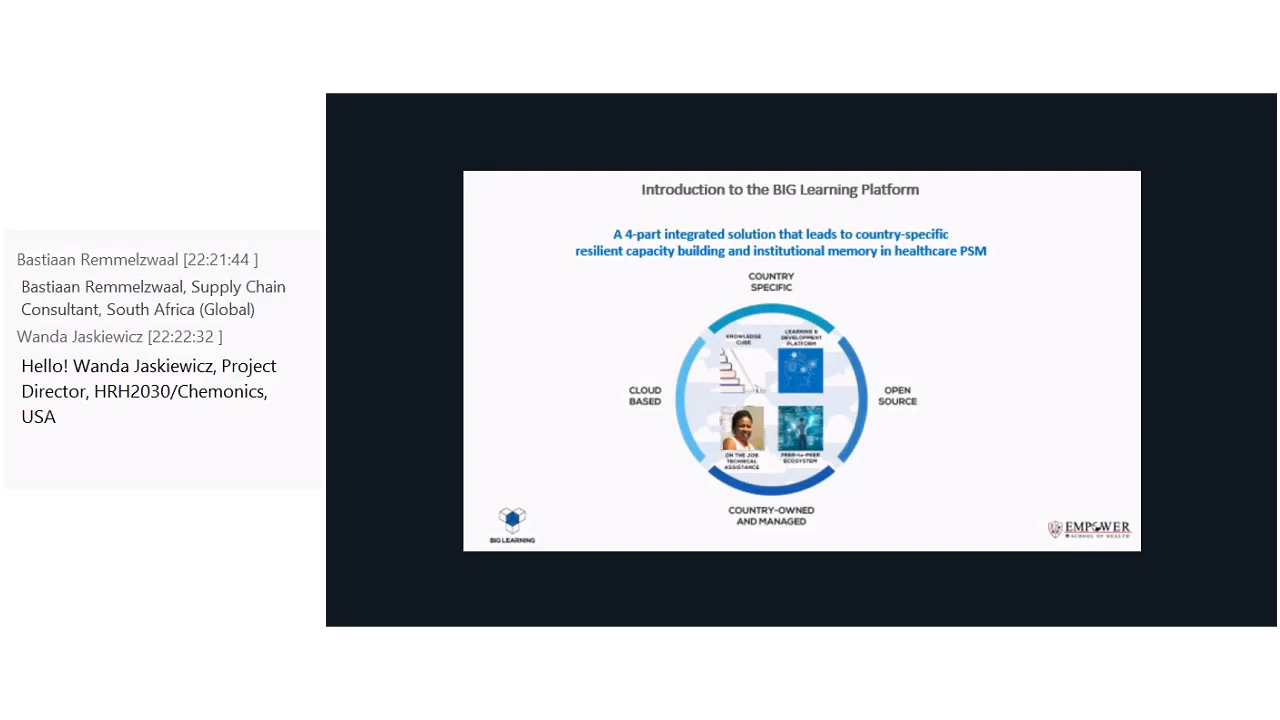 Bastiaan Remmelzwaal [22:21:44 ]
Bastiaan Remmelzwaal, Supply Chain
Consultant, South Africa (Global)
Wanda Jaskiewicz [22:22:32 ]
Hello! Wanda Jaskiewicz, Project
Director, HRH2030/Chemonics,
USA
Introduction to the BIG Learning Platform
A 4-part integrated solution that leads to country-specific
resilient capacity building and institutional memory in healthcare PSM
COUNTRY
SPECIFIC
KNOWLEDGE
CUBE
LEARNING &
DEVELOPMENT
PLATFORM
CLOUD
BASED
OPEN
SOURCE
ON THE JOB
TECHNICAL
ASSISTANCE
PEER-to-PEER
ECOSYSTEM
COUNTRY-OWNED
AND MANAGED
BIG LEARNING
EMPOWER
SCHOOL OF HEALTH